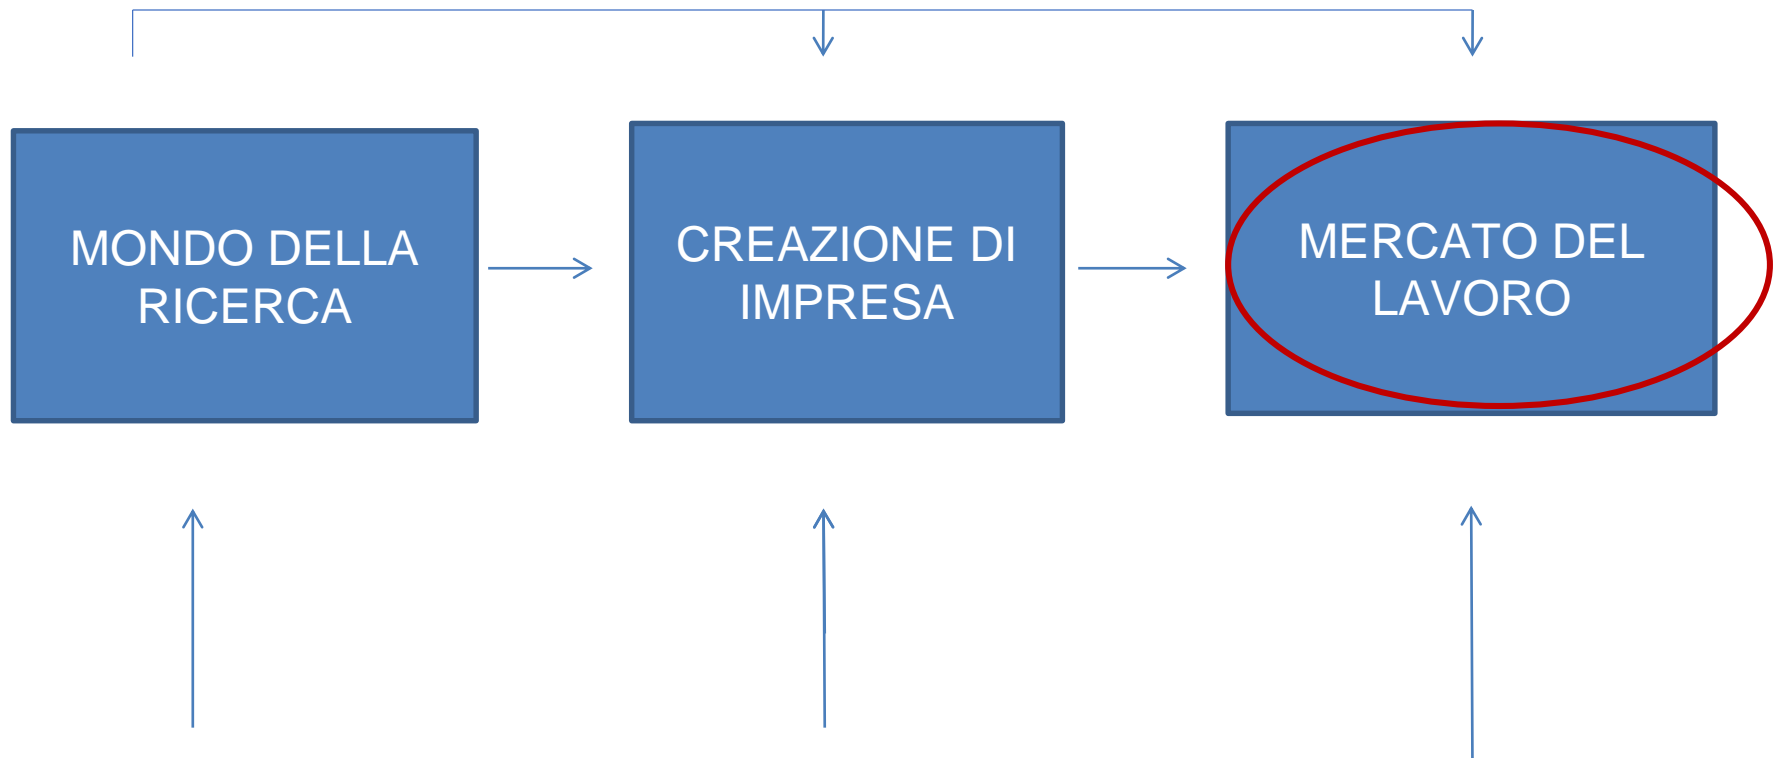 MONDO DELLA
RICERCA
CREAZIONE DI
IMPRESA
MERCATO DEL
LAVORO